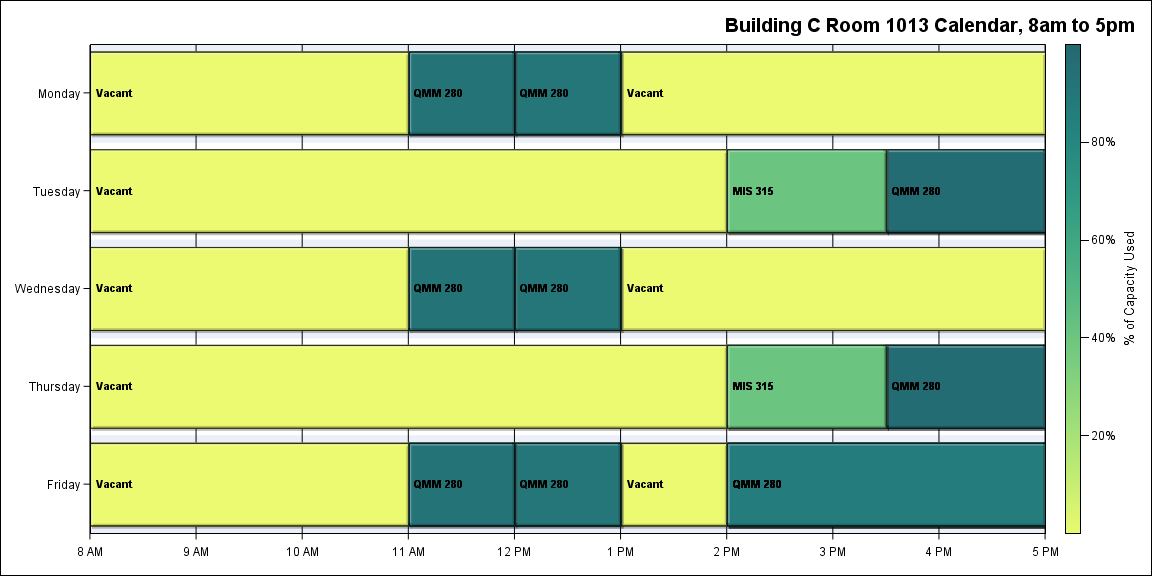 Building C Room 1013 Calendar, 8am to 5pm
Monday Vacant QMM 280 QMM 280 Vacant
Tuesday Vacant MIS 315 QMM 280
Wednesday Vacant QMM 280 QMM 280 Vacant
Thursday Vacant MIS 315 QMM 280
Friday Vacant QMM 280 QMM 280 Vacant QMM 280
8 AM 9 AM 10 AM 11 AM 12 PM 1 PM 2 PM 3 PM 4 PM 5 PM
80%
60%
40%
20%
% of Capacity Used